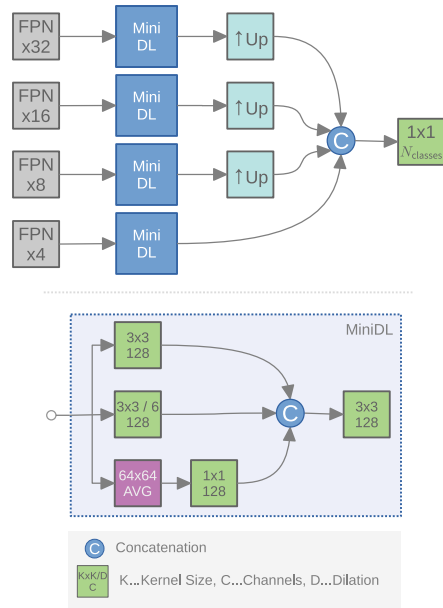 FPN
x32
Mini
DL
↑Up
FPN
x16
Mini
DL
↑Up
C
1x1
Nclasses
FPN
x8
Mini
DL
↑Up
FPN
x4
Mini
DL
MiniDL
3x3
128
3x3 / 6
128
C
3x3
128
64x64
AVG
1x1
128
C Concatenation
KxK/D
C
K...Kernel Size, C...Channels, D...Dilation